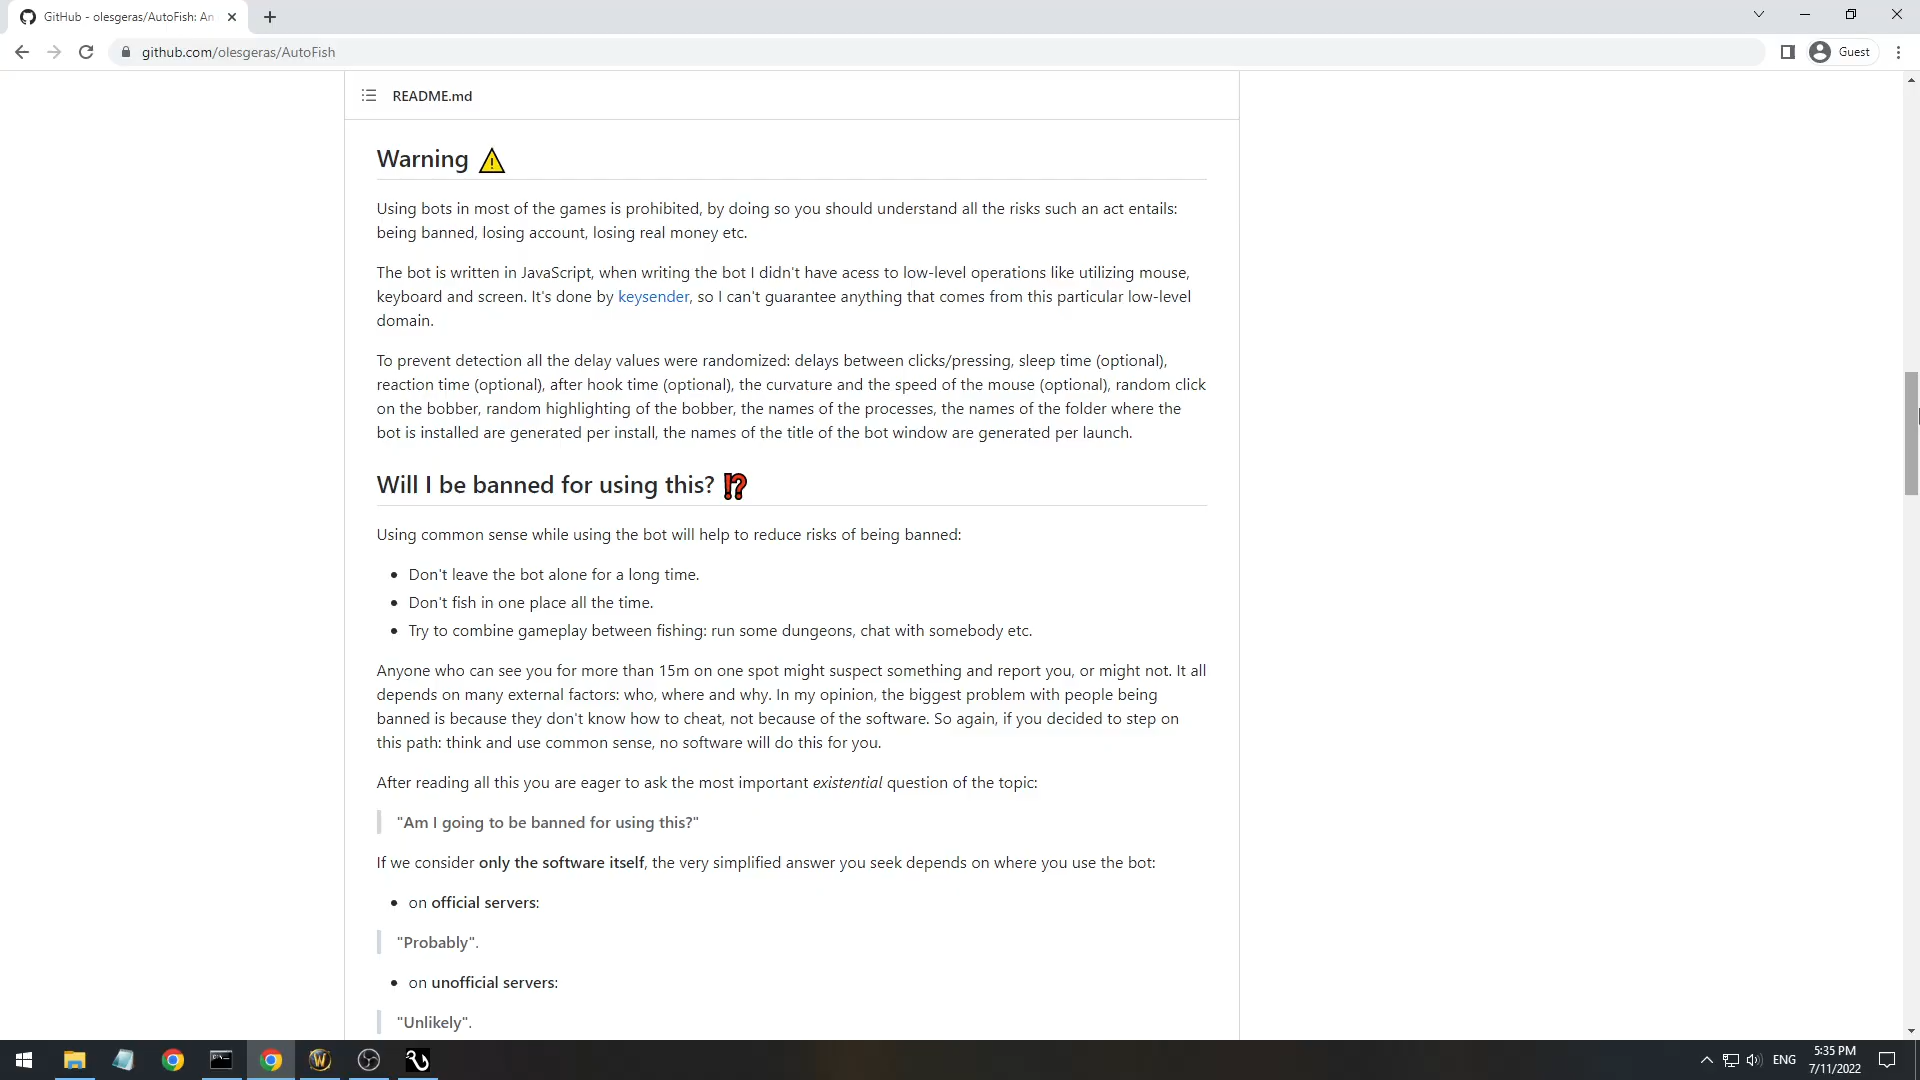 GitHub - olesgeras/AutoFish: An
github.com/olesgeras/AutoFish
Guest
README.md
Warning ⚠️
Using bots in most of the games is prohibited, by doing so you should understand all the risks such an act entails:
being banned, losing account, losing real money etc.
The bot is written in JavaScript, when writing the bot I didn't have acess to low-level operations like utilizing mouse,
keyboard and screen. It's done by keysender, so I can't guarantee anything that comes from this particular low-level
domain.
To prevent detection all the delay values were randomized: delays between clicks/pressing, sleep time (optional),
reaction time (optional), after hook time (optional), the curvature and the speed of the mouse (optional), random click
on the bobber, random highlighting of the bobber, the names of the processes, the names of the folder where the
bot is installed are generated per install, the names of the title of the bot window are generated per launch.
Will I be banned for using this? ⁉️
Using common sense while using the bot will help to reduce risks of being banned:
• Don't leave the bot alone for a long time.
• Don't fish in one place all the time.
• Try to combine gameplay between fishing: run some dungeons, chat with somebody etc.
Anyone who can see you for more than 15m on one spot might suspect something and report you, or might not. It all
depends on many external factors: who, where and why. In my opinion, the biggest problem with people being
banned is because they don't know how to cheat, not because of the software. So again, if you decided to step on
this path: think and use common sense, no software will do this for you.
After reading all this you are eager to ask the most important existential question of the topic:
"Am I going to be banned for using this?"
If we consider only the software itself, the very simplified answer you seek depends on where you use the bot:
• on official servers:
"Probably".
• on unofficial servers:
"Unlikely".
ENG
5:35 PM
7/11/2022